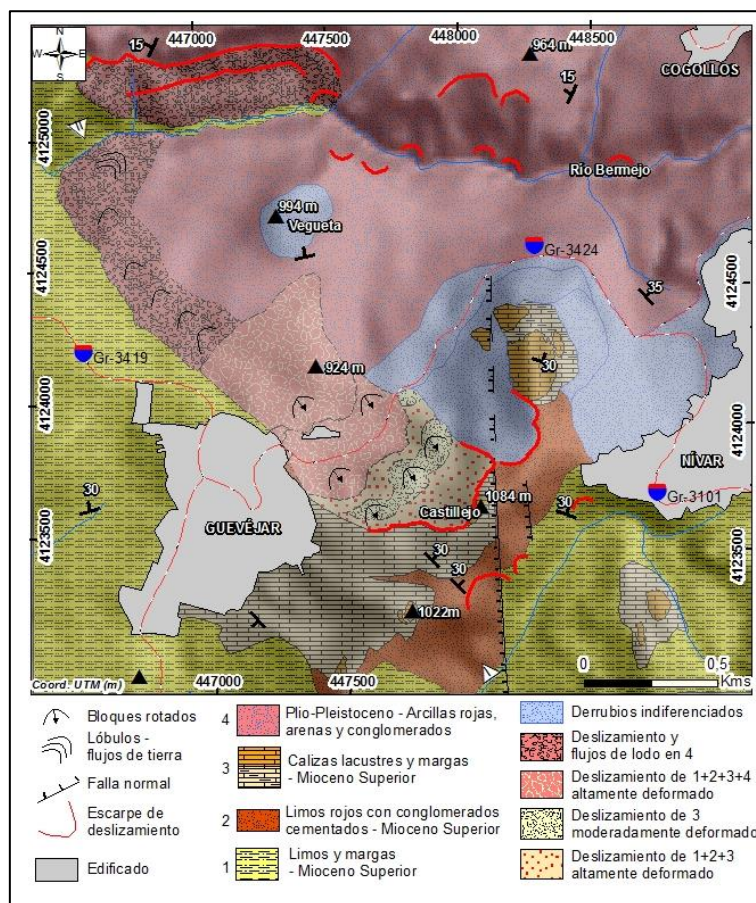 N
W E
S
447000
447500
448000
448500
15
964 m
COGOLLOS
15
4125000
4125000
Río Bermejo
994 m
Vegueta
Gr-3424
4124500
4124500
35
Gr-3419
924 m
30
4124000
4124000
NÍVAR
1084 m
Gr-3101
30
GUEVÉJAR
Castillejo
30
4123500
4123500
30
30
1022m
0 0,5
Kms
Coord. UTM (m)
447000
447500
Bloques rotados
Lóbulos -
flujos de tierra
Falla normal
Escarpe de
deslizamiento
Edificado
4 Plio-Pleistoceno - Arcillas rojas,
arenas y conglomerados
3 Calizas lacustres y margas
- Mioceno Superior
2 Limos rojos con conglomerados
cementados - Mioceno Superior
1 Limos y margas
- Mioceno Superior
Derrubios indiferenciados
Deslizamiento y
flujos de lodo en 4
Deslizamiento de 1+2+3+4
altamente deformado
Deslizamiento de 3
moderadamente deformado
Deslizamiento de 1+2+3
altamente deformado